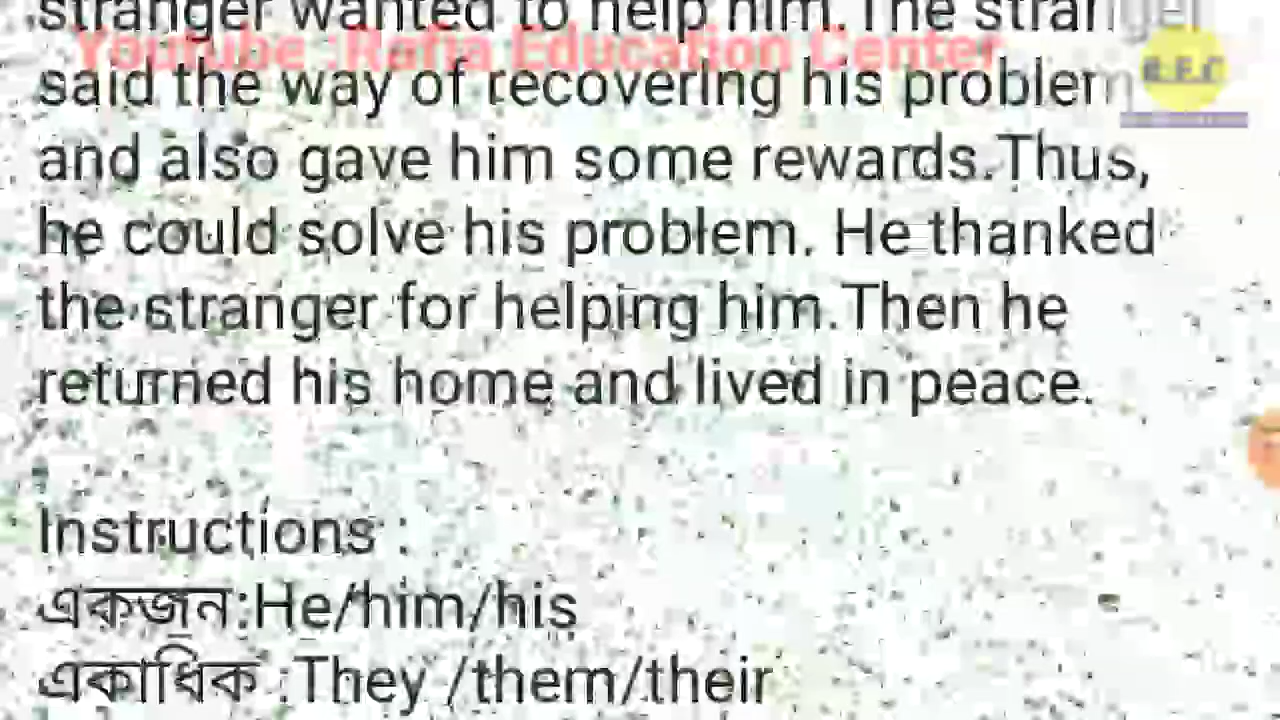 stranger wanted to help him.The stranger
Youtube :Rafia Education Center
said the way of recovering his problem
R.E.C
and also gave him some rewards.Thus,
he could solve his problem. He thanked
the stranger for helping him.Then he
returned his home and lived in peace.
Instructions :
একজন:He/him/his
একাধিক :They /them/their